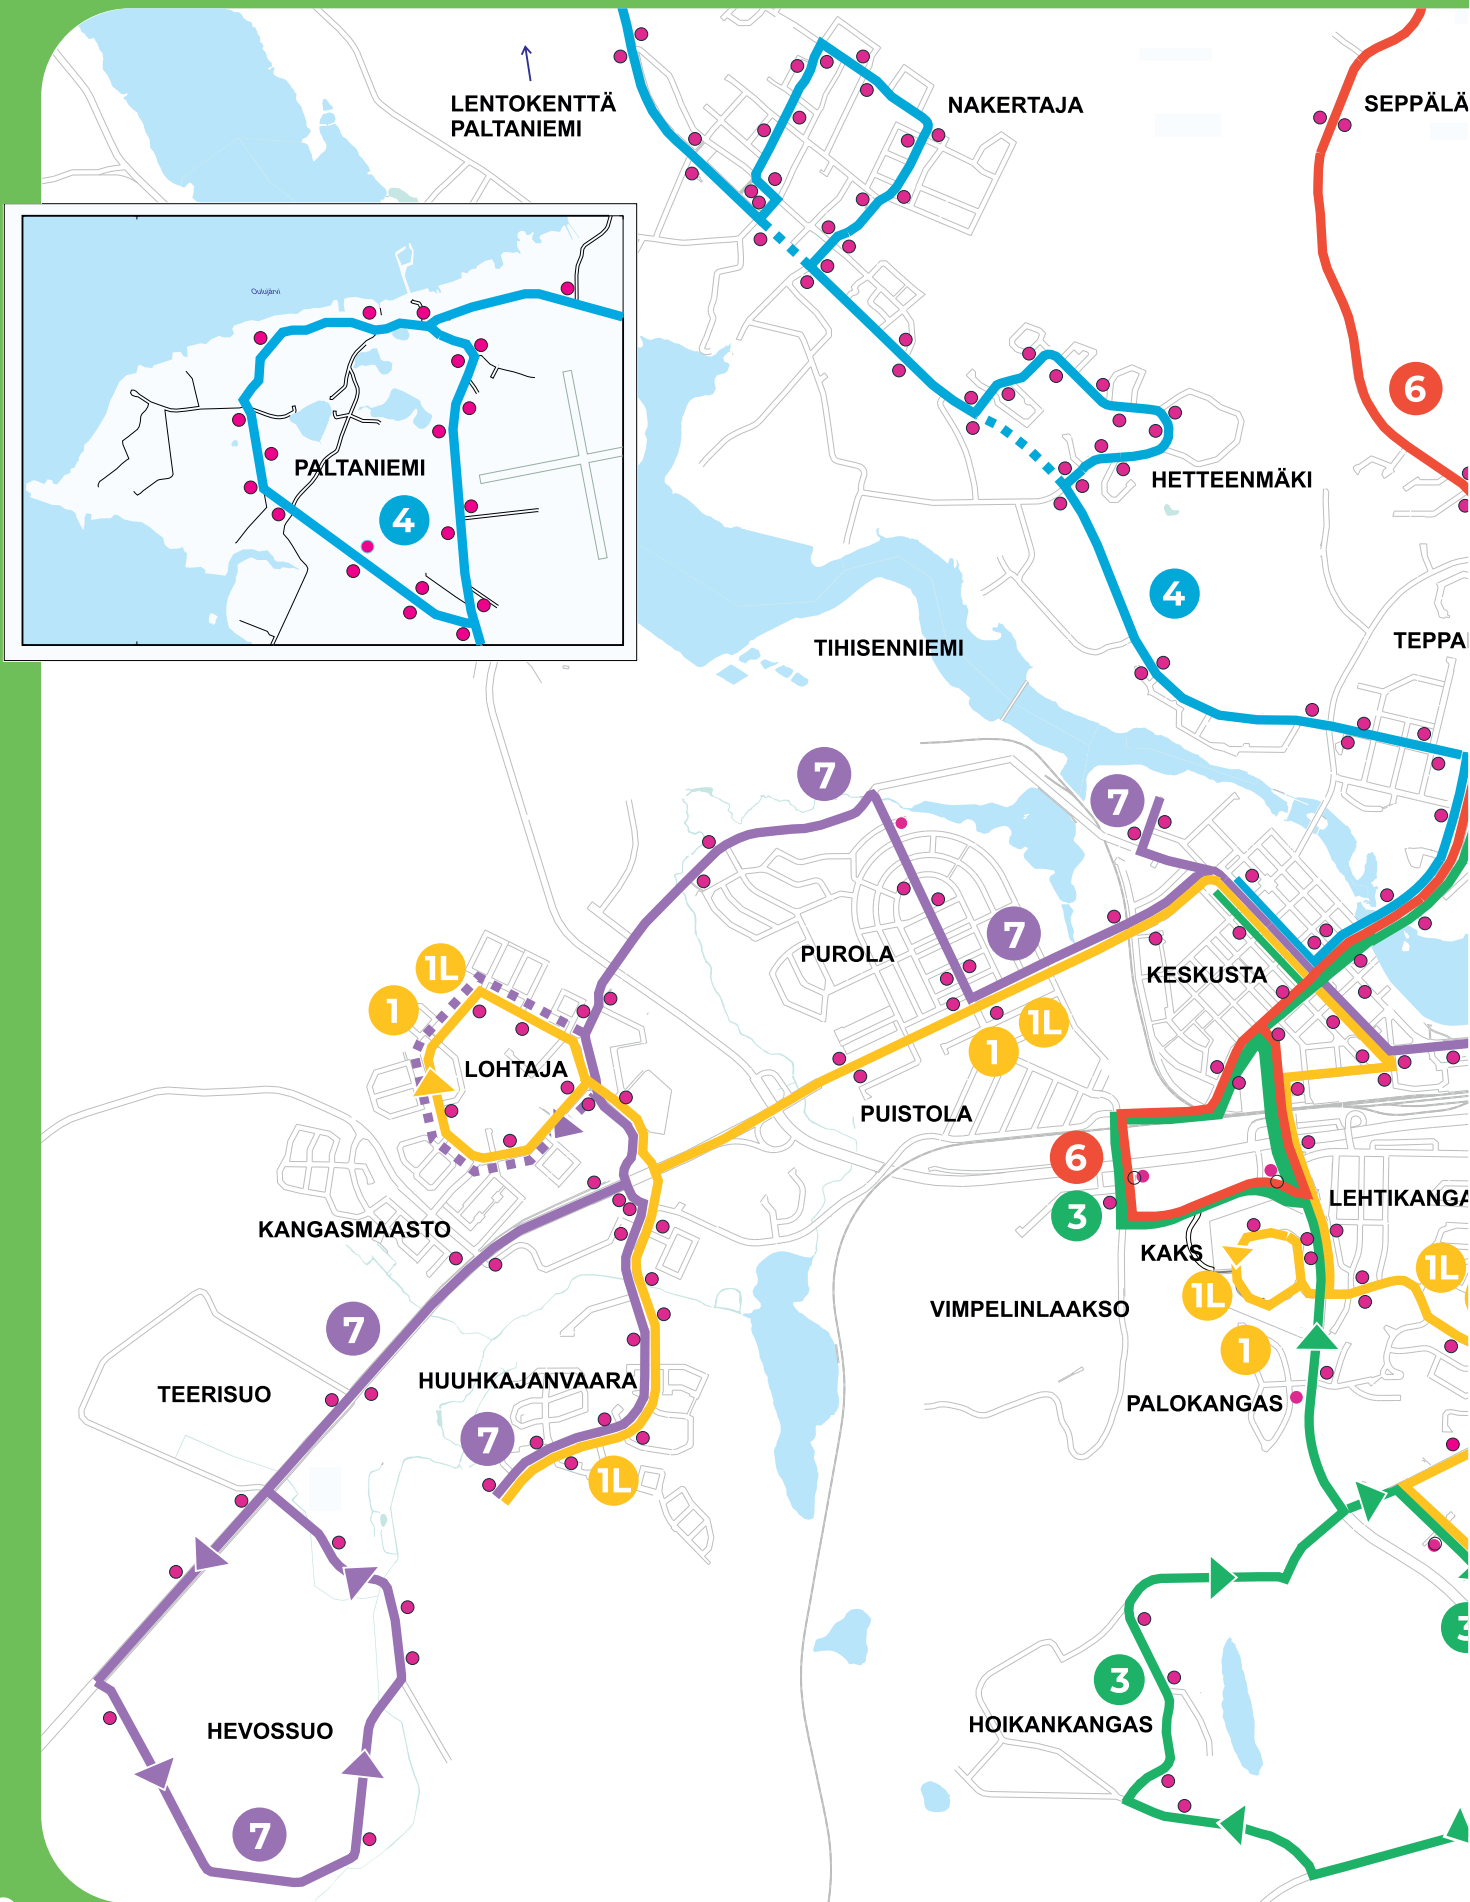 LENTOKENTTÄ
PALTANIEMI
NAKERTAJA
SEPPÄLÄ
Oulujärvi
6
PALTANIEMI
4
HETTEENMÄKI
4
TIHISENNIEMI
TEPPA
7
7
7
PUROLA
1L
1
KESKUSTA
1L
1
LOHTAJA
PUISTOLA
6
3
LEHTIKANGA
KANGASMAASTO
KAKS
1L
1L
VIMPELINLAAKSO
7
1
HUUHKAJANVAARA
TEERISUO
PALOKANGAS
7
1L
3
3
HOIKANKANGAS
HEVOSSUO
7